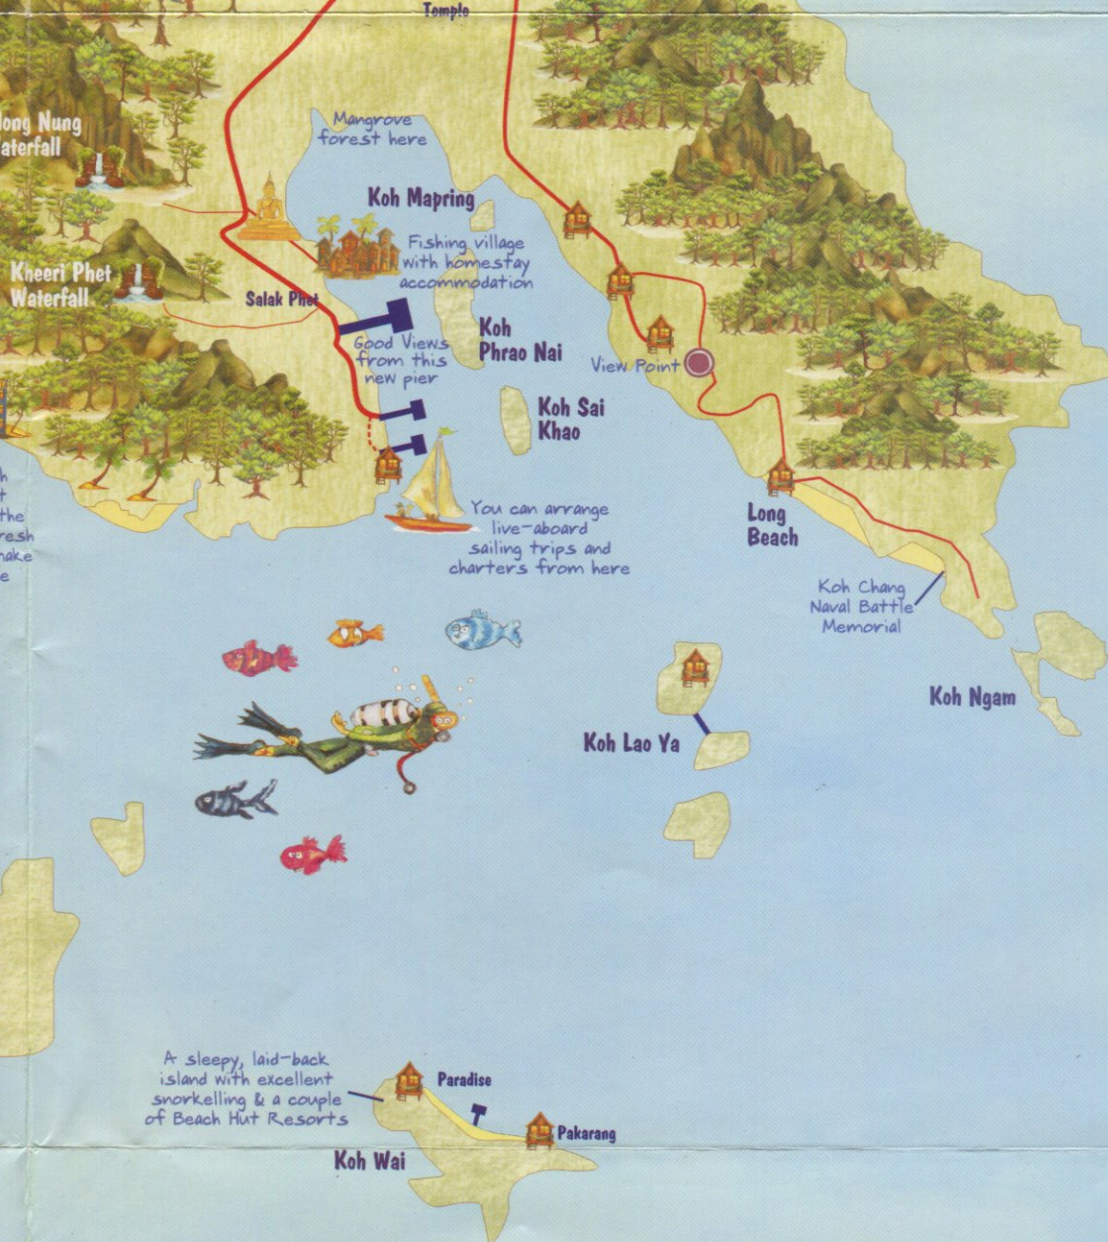 Temple
Mangrove
forest here
ong Nung
aterfall
Koh Mapring
Fishing village
with homestay
accommodation
Kheeri Phet
Waterfall
Salak Phet
Koh
Phrao Nai
Good Views
from this
new pier
View Point
Koh Sai
Khao
the
resh
You can arrange
live-aboard
sailing trips and
charters from here
Long
Beach
Koh Chang
Naval Battle
Memorial
Koh Ngam
Koh Lao Ya
A sleepy, laid-back
island with excellent
snorkelling & a couple
of Beach Hut Resorts
Paradise
Pakarang
Koh Wai